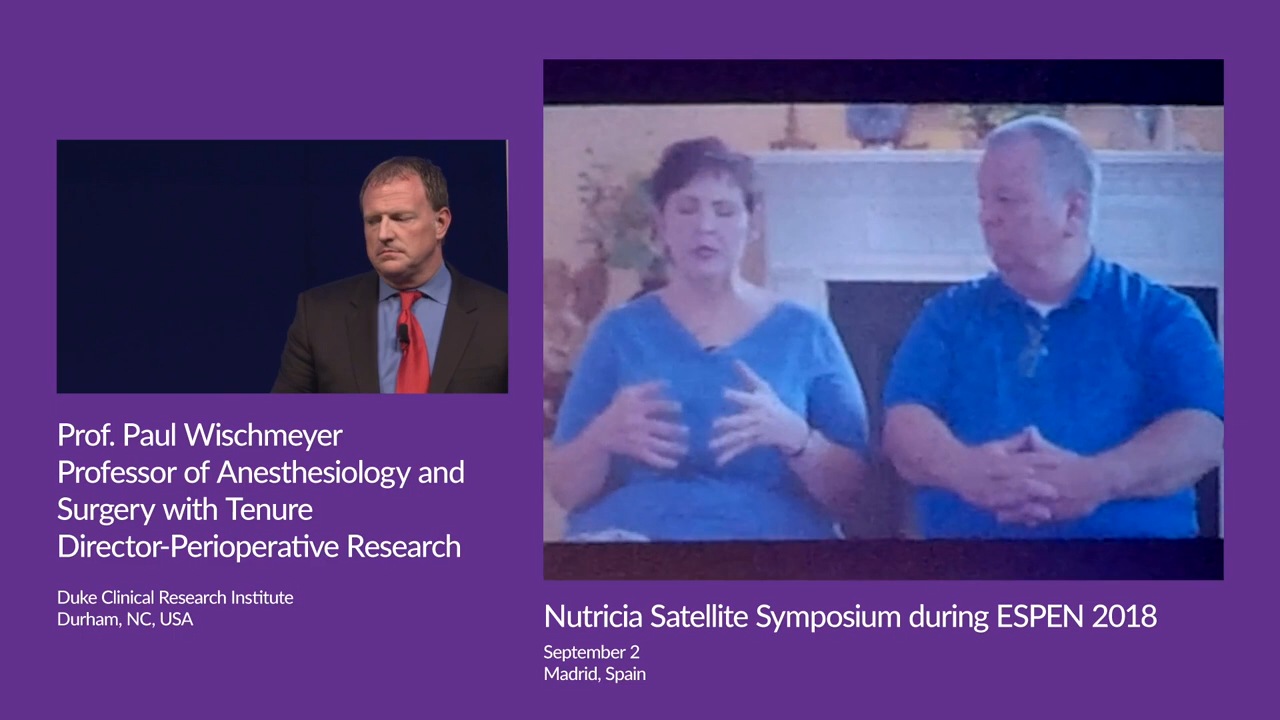 Prof. Paul Wischmeyer
Professor of Anesthesiology and
Surgery with Tenure
Director-Perioperative Research
Duke Clinical Research Institute
Durham, NC, USA
Nutricia Satellite Symposium during ESPEN 2018
September 2
Madrid, Spain